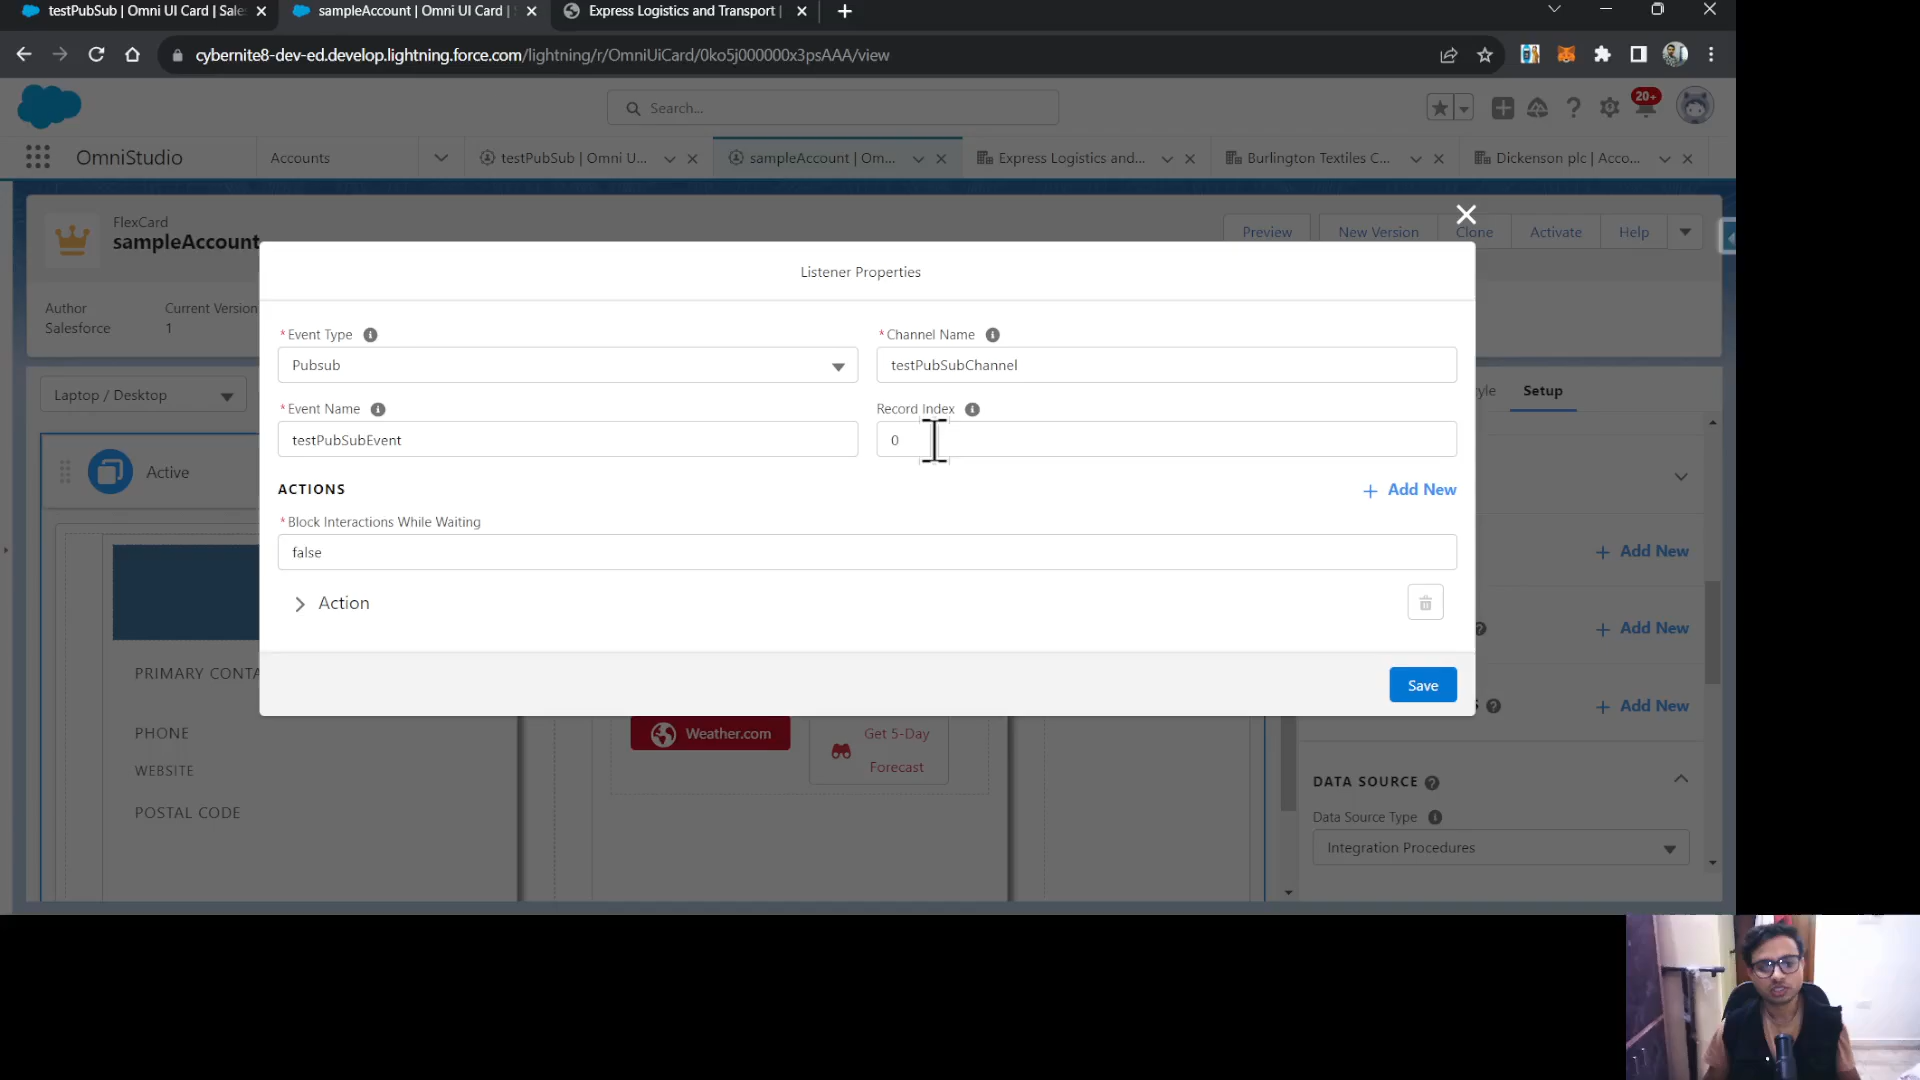 testPubSub | Omni UI Card | Sale
sampleAccount | Omni UI Card |
Express Logistics and Transport |
cybernite8-dev-ed.develop.lightning.force.com/lightning/r/OmniUiCard/0ko5j000000x3psAAA/view
Search...
20+
OmniStudio
Accounts
testPubSub | Omni U...
sampleAccount | Om...
Express Logistics and...
Burlington Textiles C...
Dickenson plc | Acco...
FlexCard
sampleAccount
Preview
New Version
Clone
Activate
Help
Author
Salesforce
Current Version
1
Listener Properties
*Event Type
Pubsub
*Channel Name
testPubSubChannel
*Event Name
testPubSubEvent
Record Index
0
ACTIONS
+ Add New
*Block Interactions While Waiting
false
Action
Save
Laptop / Desktop
Active
yle
Setup
+ Add New
+ Add New
S
+ Add New
PRIMARY CONTA
PHONE
WEBSITE
POSTAL CODE
Weather.com
Get 5-Day
Forecast
DATA SOURCE
Data Source Type
Integration Procedures